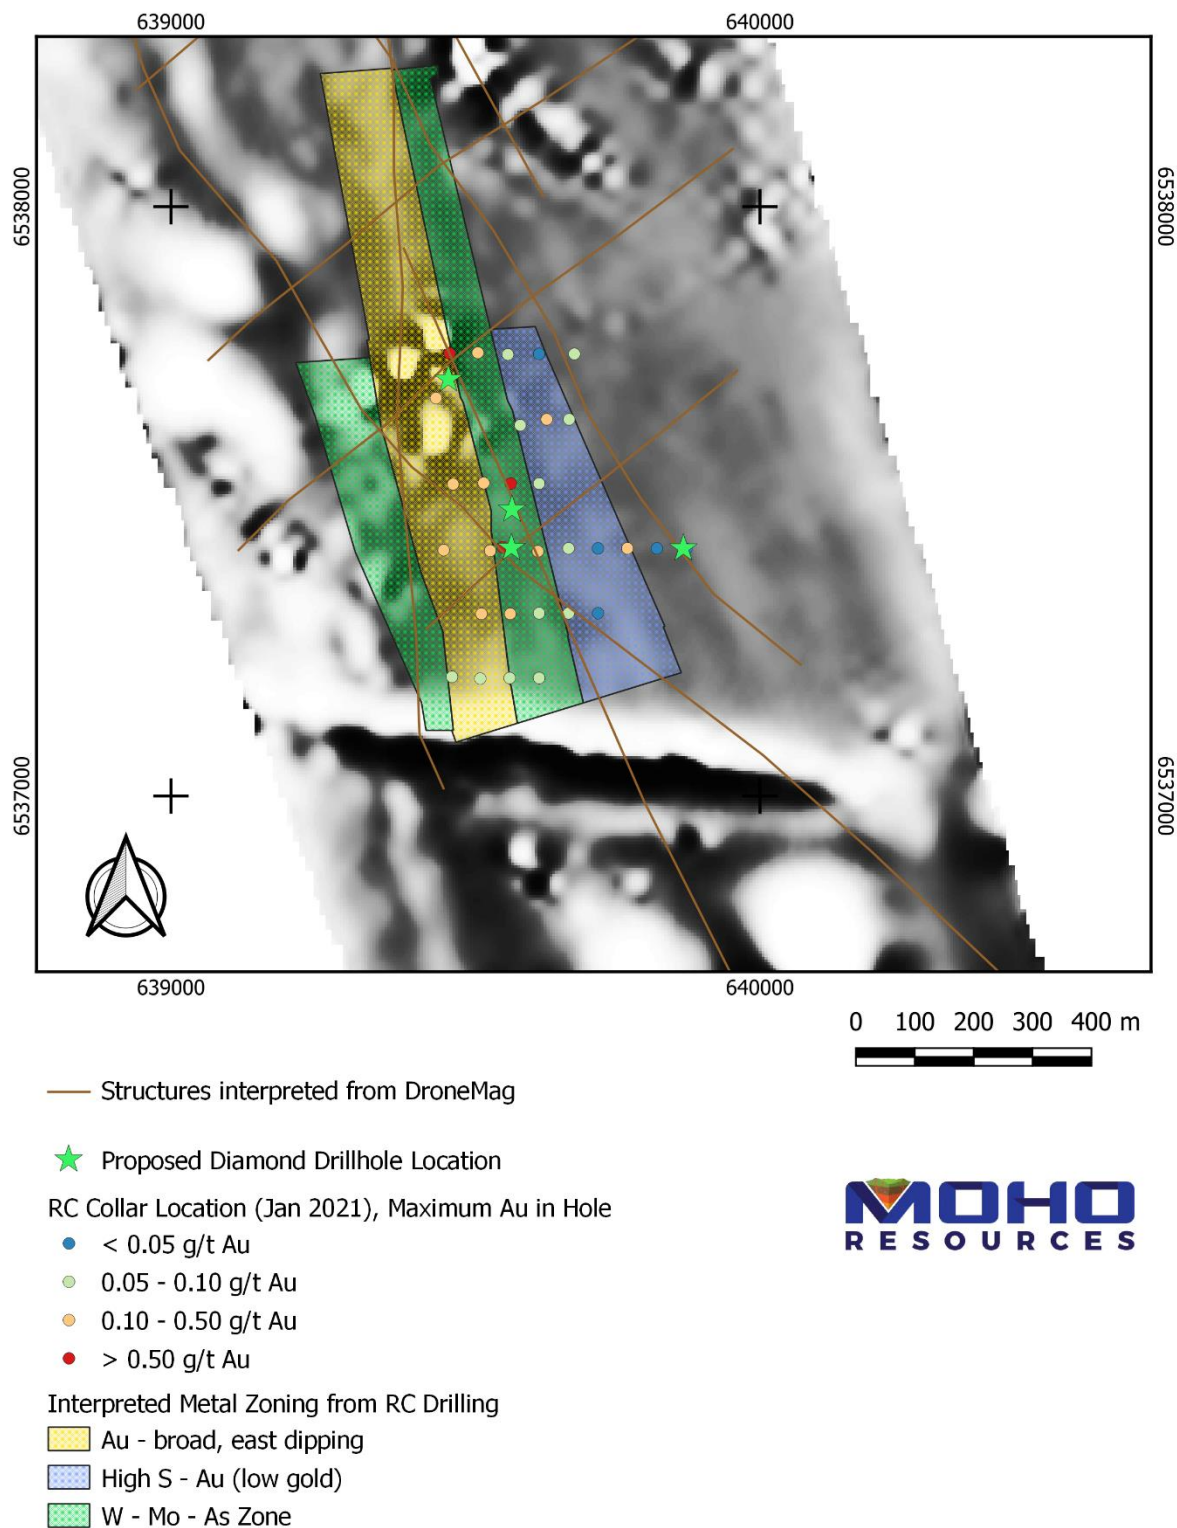 639000 640000
6538000 6538000
6537000 6537000
639000 640000
0 100 200 300 400 m
Structures interpreted from DroneMag
Proposed Diamond Drillhole Location
RC Collar Location (Jan 2021), Maximum Au in Hole
< 0.05 g/t Au
0.05 - 0.10 g/t Au
0.10 - 0.50 g/t Au
> 0.50 g/t Au
Interpreted Metal Zoning from RC Drilling
Au - broad, east dipping
High S - Au (low gold)
W - Mo - As Zone
MOHO
RESOURCES